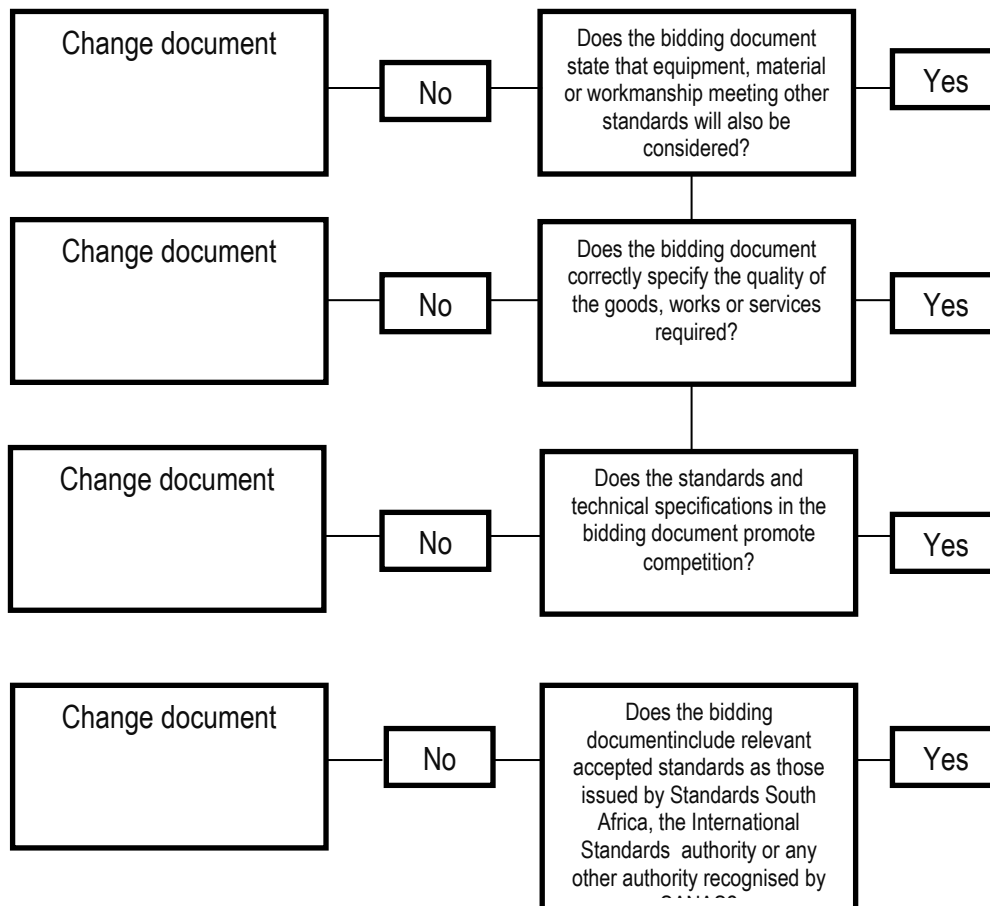 Change document
No
Does the bidding document
state that equipment, material
or workmanship meeting other
standards will also be
considered?
Yes
Change document
No
Does the bidding document
correctly specify the quality of
the goods, works or services
required?
Yes
Change document
No
Does the standards and
technical specifications in the
bidding document promote
competition?
Yes
Change document
No
Does the bidding
documentinclude relevant
accepted standards as those
issued by Standards South
Africa, the International
Standards authority or any
other authority recognised by
Yes